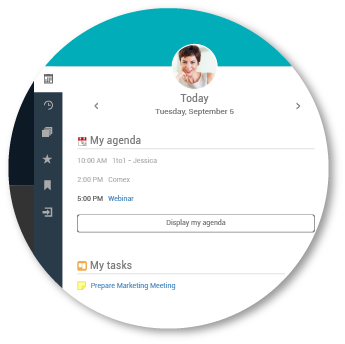 Today
Tuesday, September 5
My agenda
10:00 AM 1to1 - Jessica
2:00 PM Comex
5:00 PM Webinar
Display my agenda
My tasks
Prepare Marketing Meeting